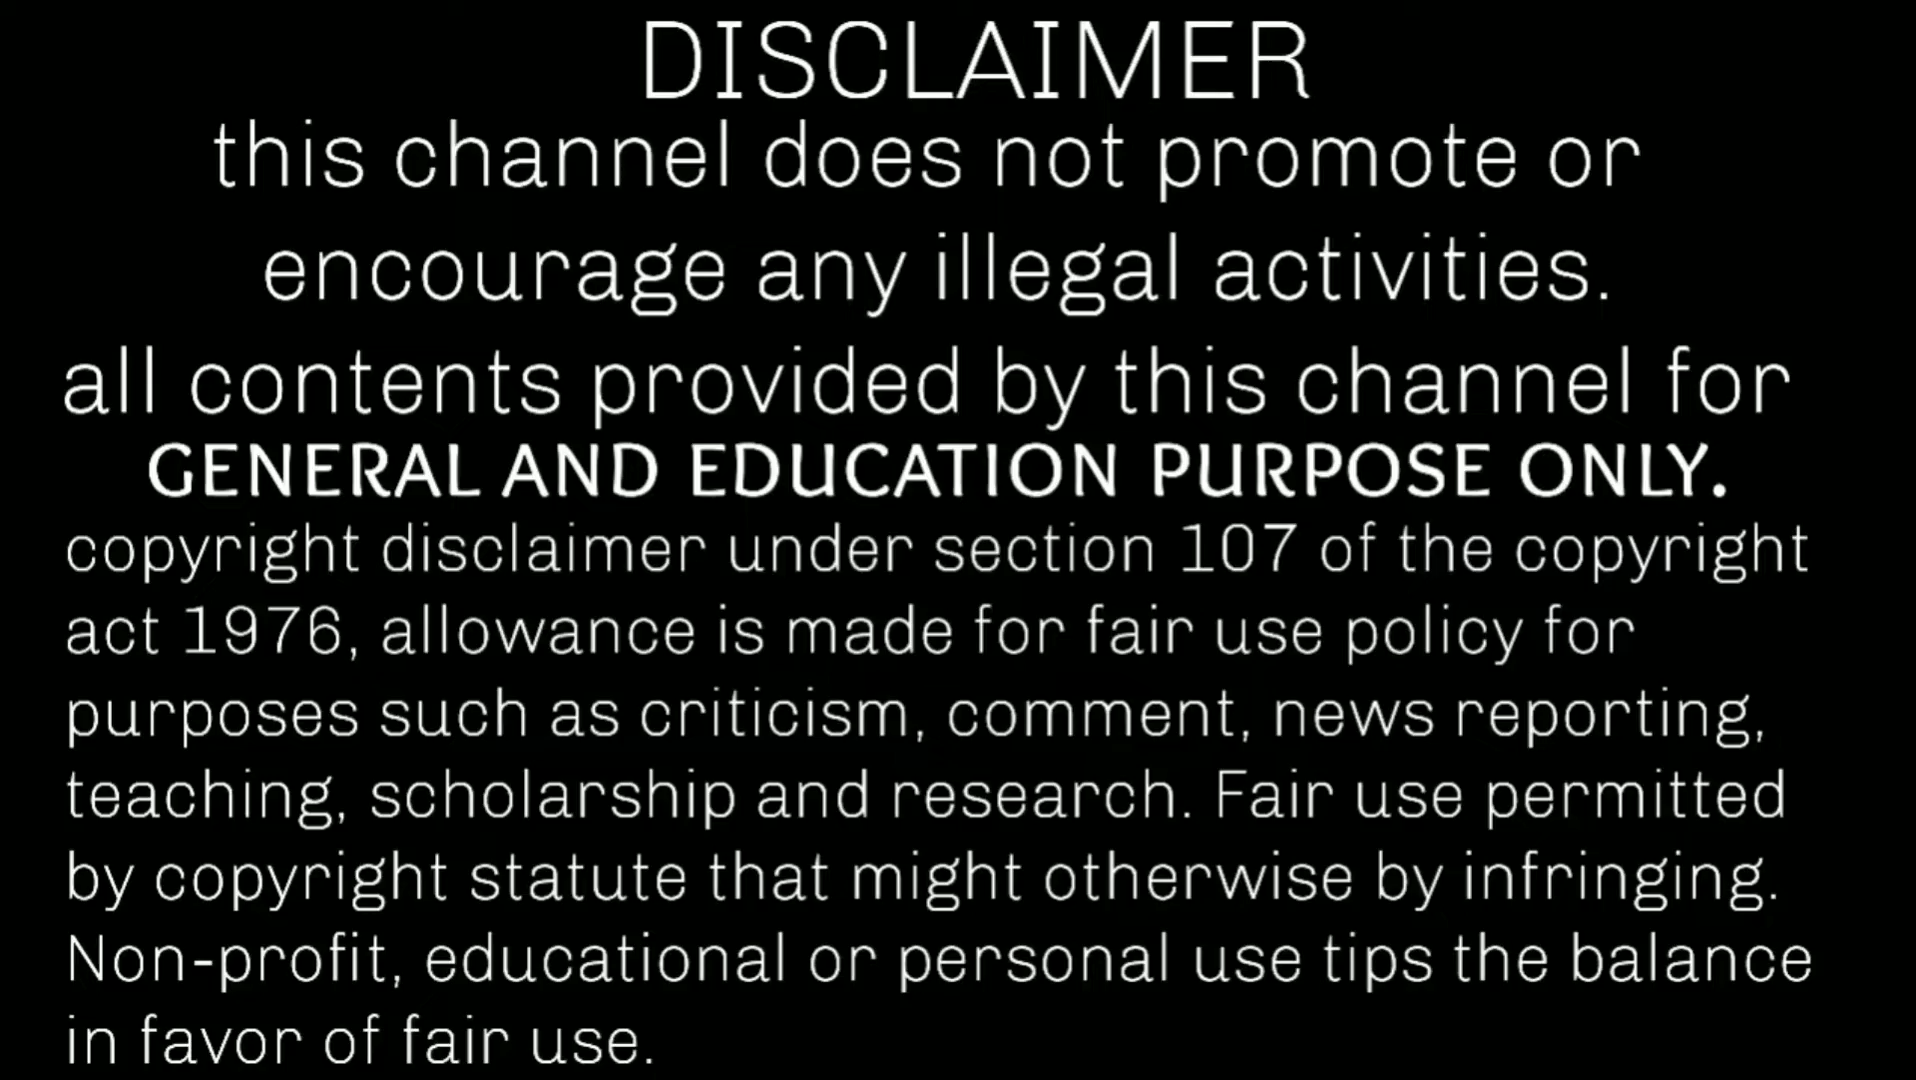 DISCLAIMER
this channel does not promote or
encourage any illegal activities.
all contents provided by this channel for
GENERAL AND EDUCATION PURPOSE ONLY.
copyright disclaimer under section 107 of the copyright
act 1976, allowance is made for fair use policy for
purposes such as criticism, comment, news reporting,
teaching, scholarship and research. Fair use permitted
by copyright statute that might otherwise by infringing.
Non-profit, educational or personal use tips the balance
in favor of fair use.